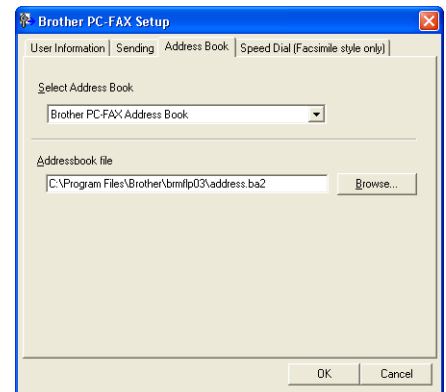 Brother PC-FAX Setup
User Information Sending Address Book Speed Dial (Facsimile style only)
Select Address Book
Brother PC-FAX Address Book
Addressbook file
C:\Program Files\Brother\brmflp03\address.ba2 Browse...
OK Cancel